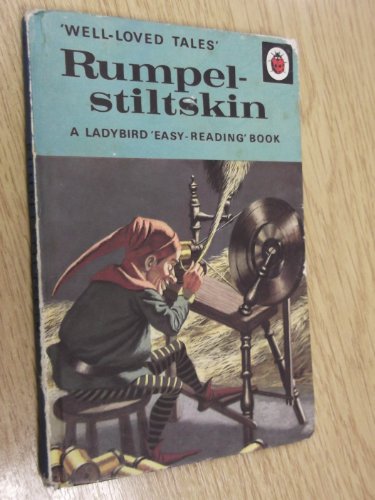 'WELL-LOVED TALES'
Rumpel-
stiltskin
A LADYBIRD 'EASY-READING' BOOK